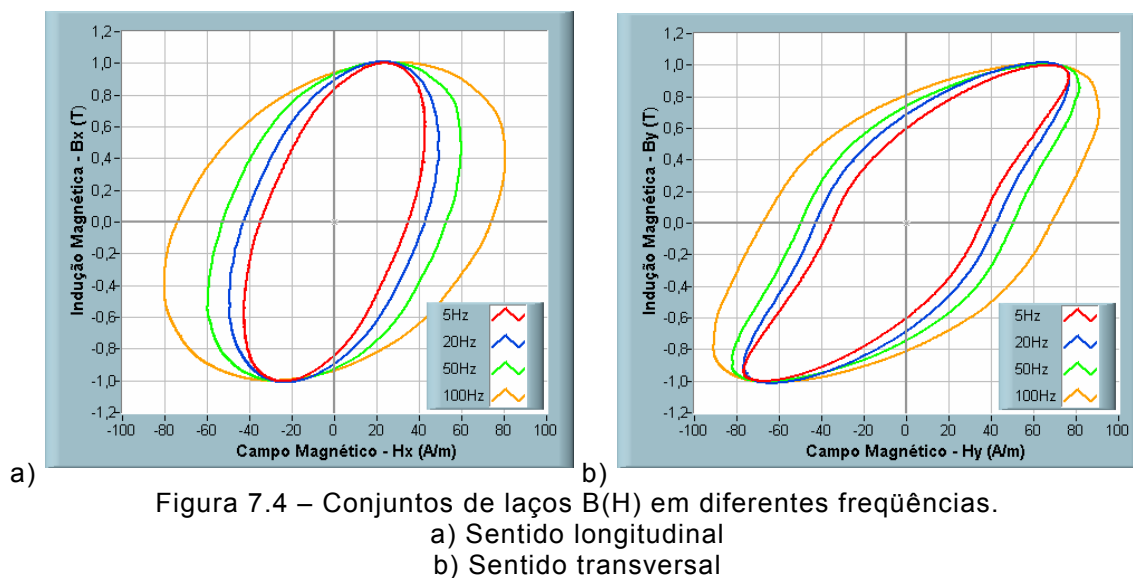 1,2
1,0
0,8
0,6
0,4
0,2
0,0
-0,2
-0,4
-0,6
-0,8
-1,0
1,2
Indução Magnética - Bx (T)
-100 -80 -60 -40 -20 0 20 40 60 80 100
Campo Magnético - Hx (A/m)
5Hz
20Hz
50Hz
100Hz
a)
1,2
1,0
0,8
0,6
0,4
0,2
0,0
-0,2
-0,4
-0,6
-0,8
-1,0
1,2
Indução Magnética - By (T)
-100 -80 -60 -40 -20 0 20 40 60 80 100
Campo Magnético - Hy (A/m)
5Hz
20Hz
50Hz
100Hz
b)
Figura 7.4 – Conjuntos de laços B(H) em diferentes freqüências.
a) Sentido longitudinal
b) Sentido transversal